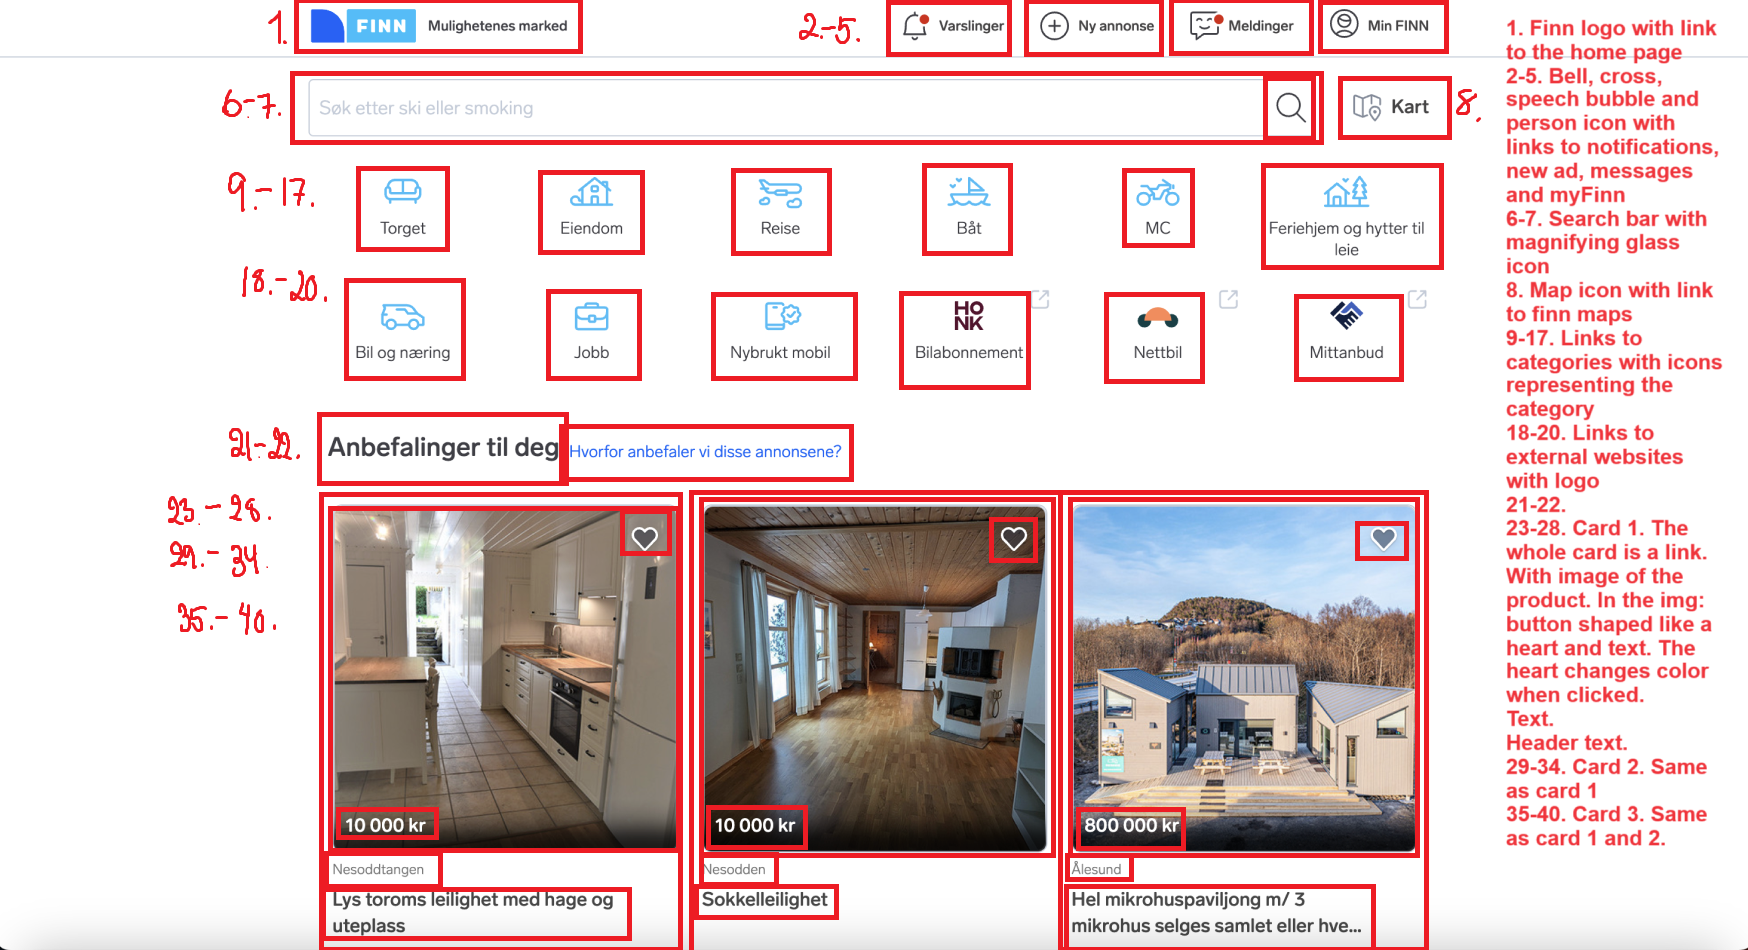 1.
FINN Mulighetenes marked
2.-5.
Varslinger
Ny annonse
Meldinger
Min FINN
6-7.
Søk etter ski eller smoking
Kart
8.
9.-17.
Torget
Eiendom
Reise
Båt
MC
Feriehjem og hytter til
leie
18.-20.
Bil og næring
Jobb
Nybrukt mobil
HO
NK
Bilabonnement
Nettbil
Mittanbud
21-22.
Anbefalinger til deg
Hvorfor anbefaler vi disse annonsene?
23.-28.
29.-34.
35.-40.
10 000 kr
Nesoddtangen
Lys toroms leilighet med hage og
uteplass
10 000 kr
Nesodden
Sokkelleilighet
800 000 kr
Ålesund
Hel mikrohuspaviljong m/ 3
mikrohus selges samlet eller hve...
1. Finn logo with link
to the home page
2-5. Bell, cross,
speech bubble and
person icon with
links to notifications,
new ad, messages
and myFinn
6-7. Search bar with
magnifying glass
icon
8. Map icon with link
to finn maps
9-17. Links to
categories with icons
representing the
category
18-20. Links to
external websites
with logo
21-22.
23-28. Card 1. The
whole card is a link.
With image of the
product. In the img:
button shaped like a
heart and text. The
heart changes color
when clicked.
Text.
Header text.
29-34. Card 2. Same
as card 1
35-40. Card 3. Same
as card 1 and 2.